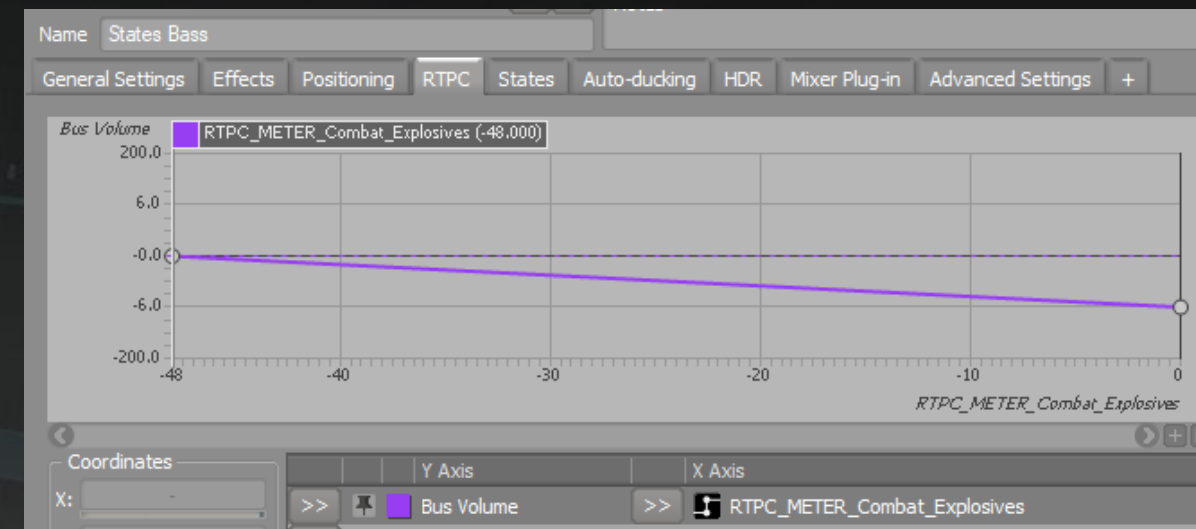 Name States Bass
General Settings Effects Positioning RTPC States Auto-ducking HDR Mixer Plug-in Advanced Settings +
Bus Volume RTPC_METER_Combat_Explosives (-48.000)
200.0
6.0
-0.0
-6.0
-200.0
-48 -40 -30 -20 -10 0
RTPC_METER_Combat_Explosives
Coordinates
Y Axis X Axis
X: - >> Bus Volume >> RTPC_METER_Combat_Explosives